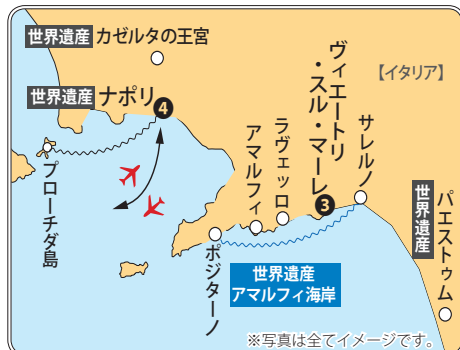 世界遺産 カゼルタの王宮
世界遺産 ナポリ ❹
【イタリア】
プローチダ島
ヴィエートリ
・スル・マーレ ❸
サレルノ
ラヴェッロ
アマルフィ
ポジターノ
世界遺産
パエストゥム
世界遺産
アマルフィ海岸
※写真は全てイメージです。